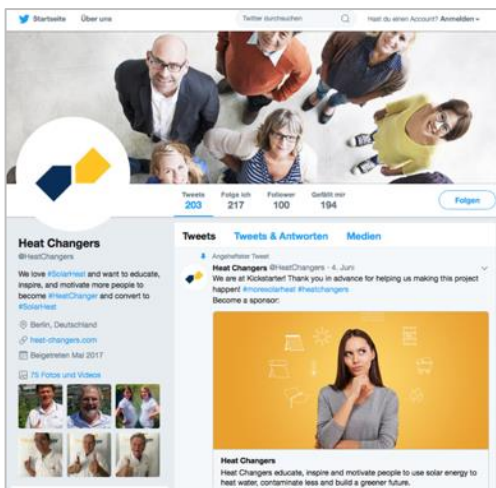 Startseite Über uns Twitter durchsuchen Hast du einen Account? Anmelden
Tweets Folge ich Follower Gefällt mir
203 217 100 194 Folgen
Heat Changers
@HeatChangers
We love #SolarHeat and want to educate,
inspire, and motivate more people to
become #HeatChanger and convert to
#SolarHeat
Berlin, Deutschland
heat-changers.com
Beigetreten Mai 2017
75 Fotos und Videos
Tweets Tweets & Antworten Medien
Angehefteter Tweet
Heat Changers @HeatChangers · 4. Juni
We are at Kickstarter! Thank you in advance for helping us making this project
happen! #moresolarheat #heatchangers
Become a sponsor:
Heat Changers
Heat Changers educate, inspire and motivate people to use solar energy to
heat water, contaminate less and build a greener future.